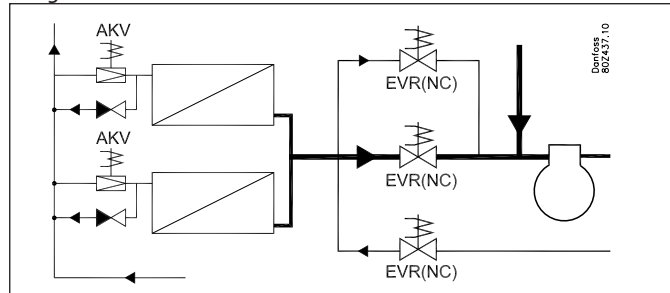 AKV
EVR(NC)
Danfoss
80Z437.10
AKV
EVR(NC)
EVR(NC)